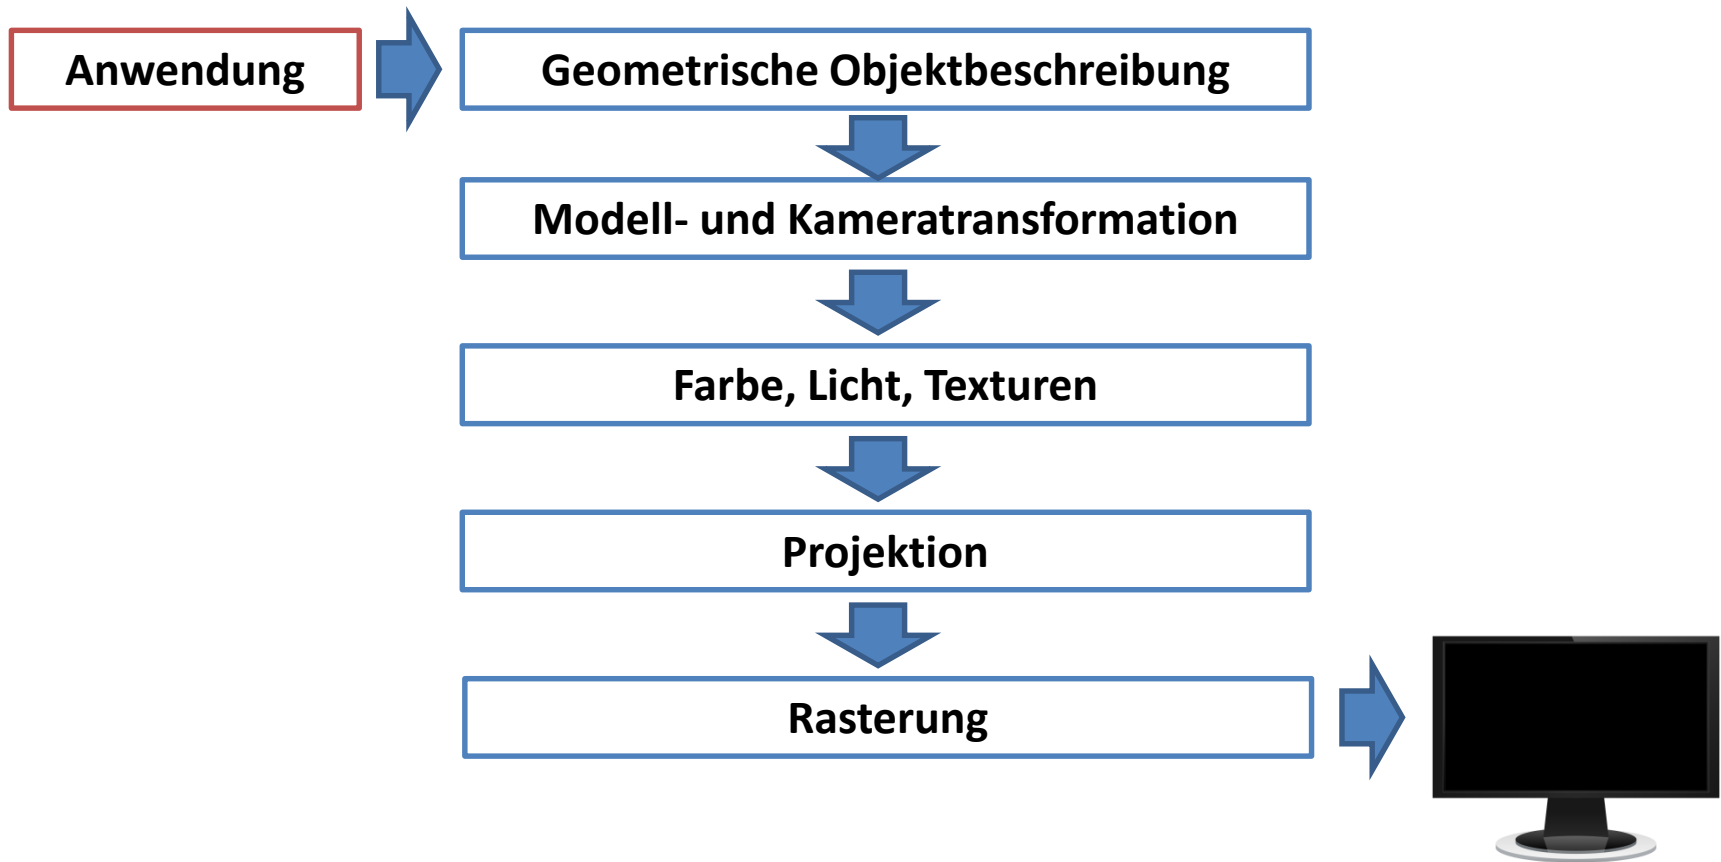 Anwendung
Geometrische Objektbeschreibung
Modell- und Kameratransformation
Farbe, Licht, Texturen
Projektion
Rasterung